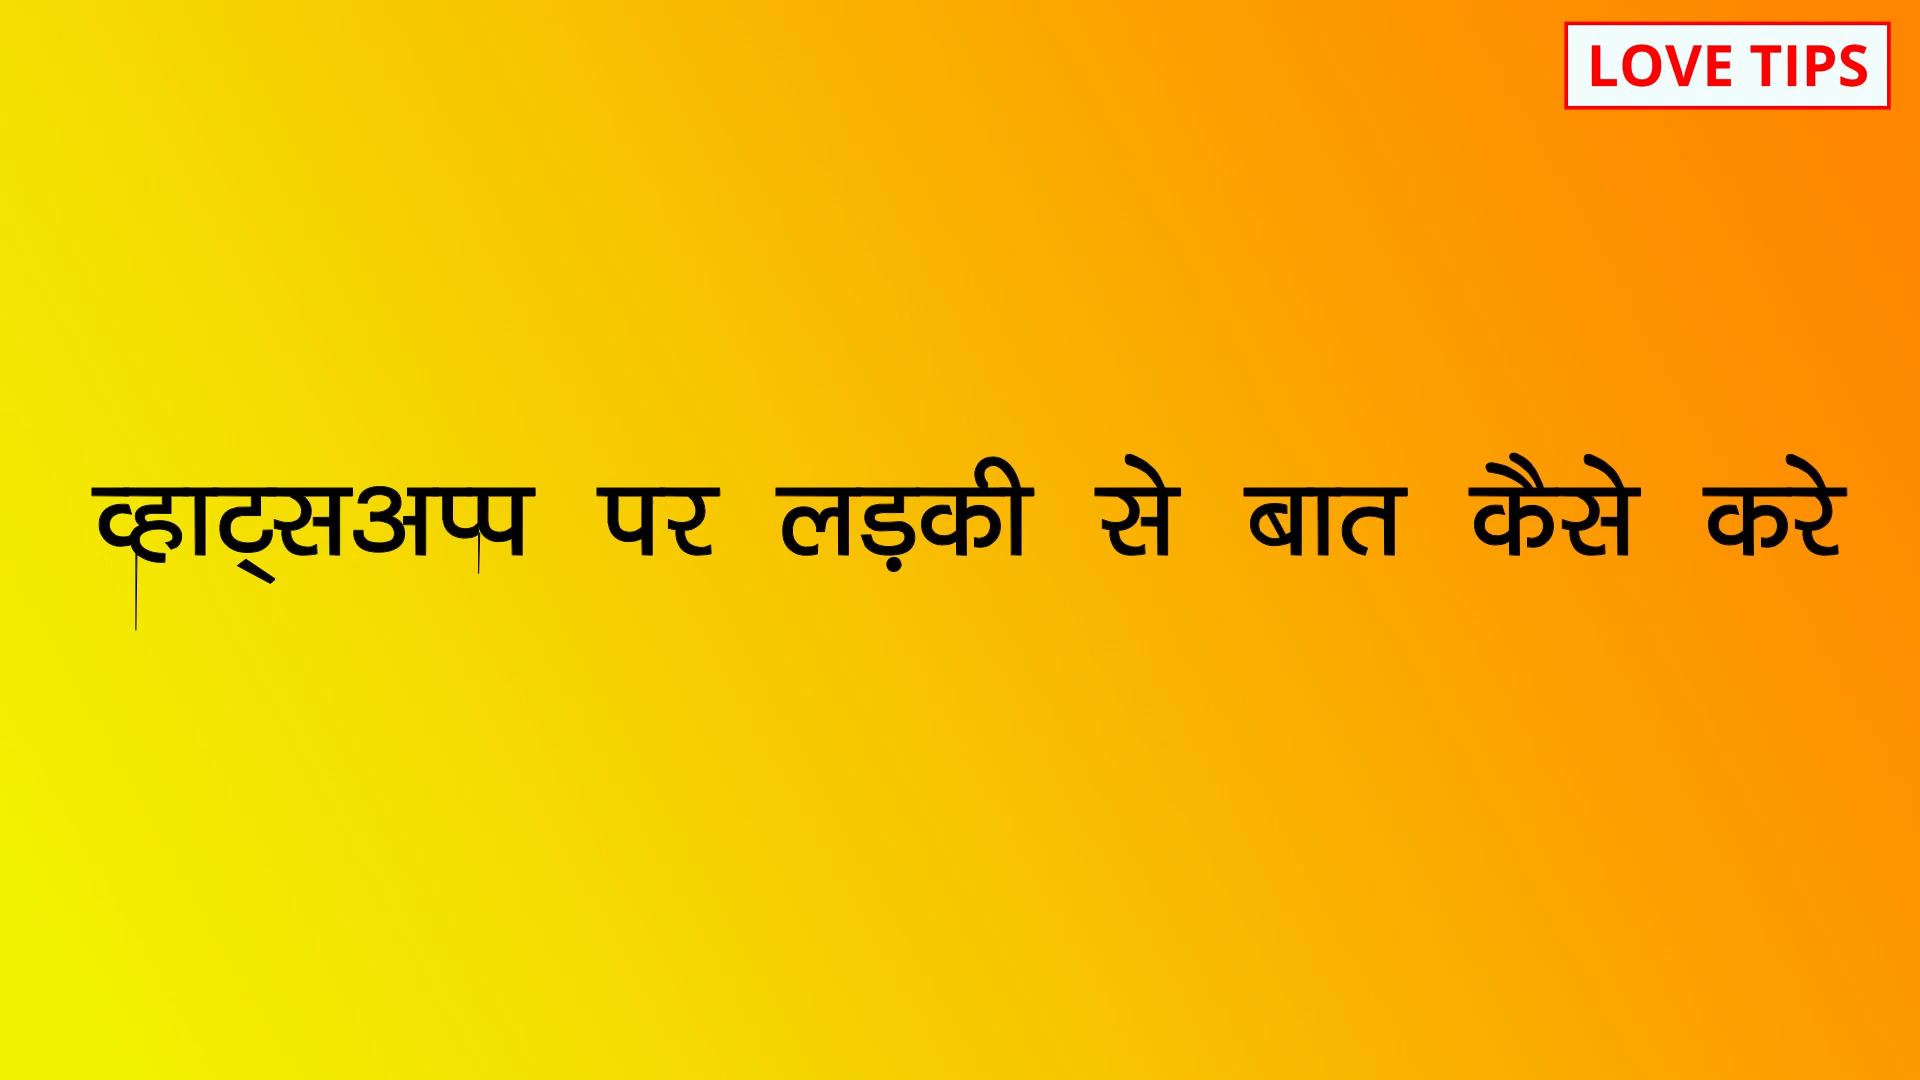 LOVE TIPS
व्हाट्सअप्प पर लड़की से बात कैसे करे